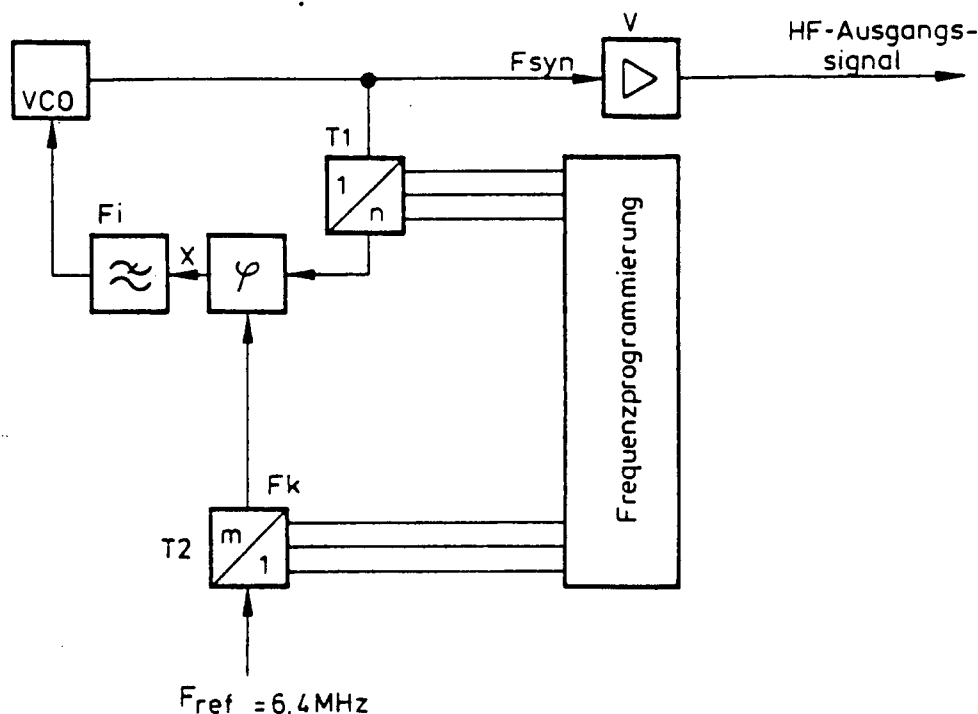 V
HF-Ausgangs-
signal
VCO
Fsyn
T1
1
n
Fi
X
φ
Frequenzprogrammierung
Fk
T2
m
1
Fref = 6,4MHz